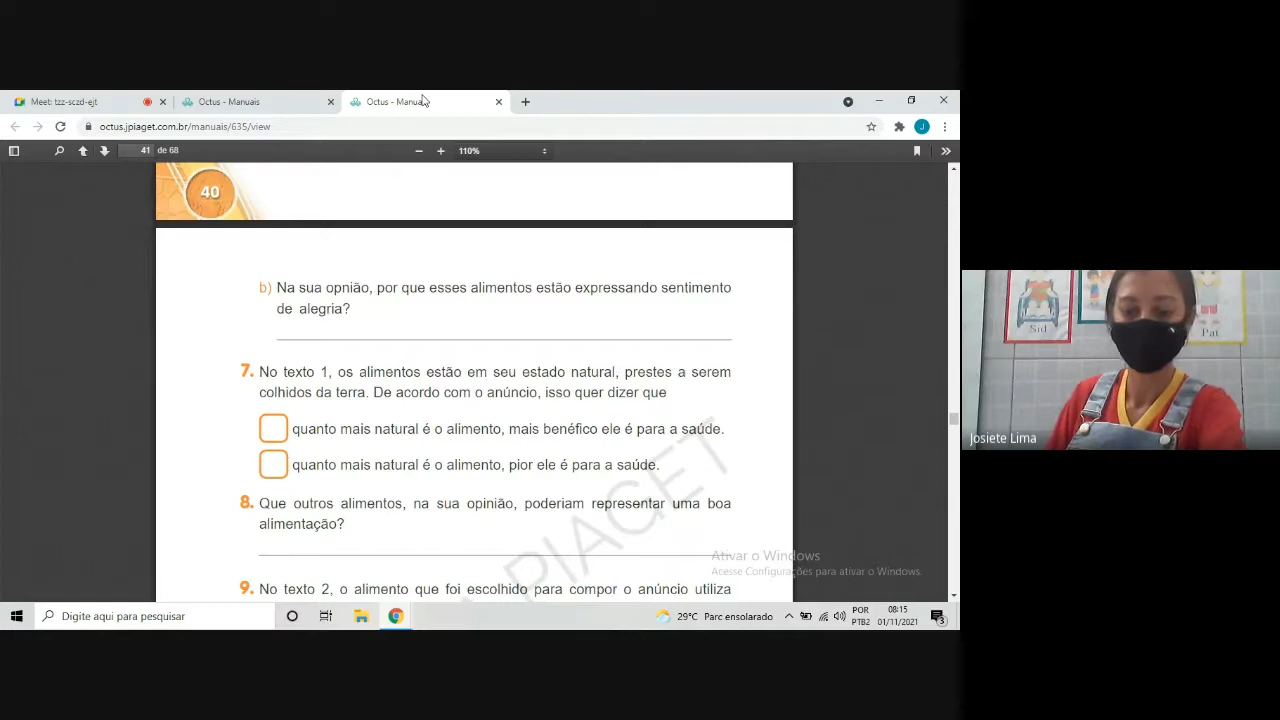 Meet: tzz-sczd-ejt
Octus - Manuais
Octus - Manuais
octus.jpiaget.com.br/manuais/635/view
J
41 de 68
110%
40
b) Na sua opnião, por que esses alimentos estão expressando sentimento
de alegria?
7. No texto 1, os alimentos estão em seu estado natural, prestes a serem
colhidos da terra. De acordo com o anúncio, isso quer dizer que
quanto mais natural é o alimento, mais benéfico ele é para a saúde.
quanto mais natural é o alimento, pior ele é para a saúde.
8. Que outros alimentos, na sua opinião, poderiam representar uma boa
alimentação?
9. No texto 2, o alimento que foi escolhido para compor o anúncio utiliza
PIAGET
Ativar o Windows
Acesse Configurações para ativar o Windows.
Digite aqui para pesquisar
29°C Parc ensolarado
POR
PTB2
08:15
01/11/2021
3
Sid
Pat
Josiete Lima